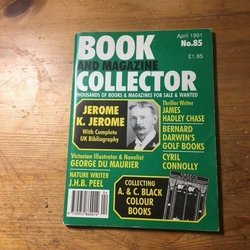 April 1991
No.85
£1.85
BOOK
AND MAGAZINE
COLLECTOR
THOUSANDS OF BOOKS & MAGAZINES FOR SALE & WANTED
JEROME
K. JEROME
With Complete
UK Bibliography
Thriller Writer
JAMES
HADLEY CHASE
BERNARD
DARWIN'S
GOLF BOOKS
CYRIL
CONNOLLY
Victorian Illustrator & Novelist
GEORGE DU MAURIER
NATURE WRITER
J.H.B. PEEL
COLLECTING
A. & C. BLACK
COLOUR
BOOKS